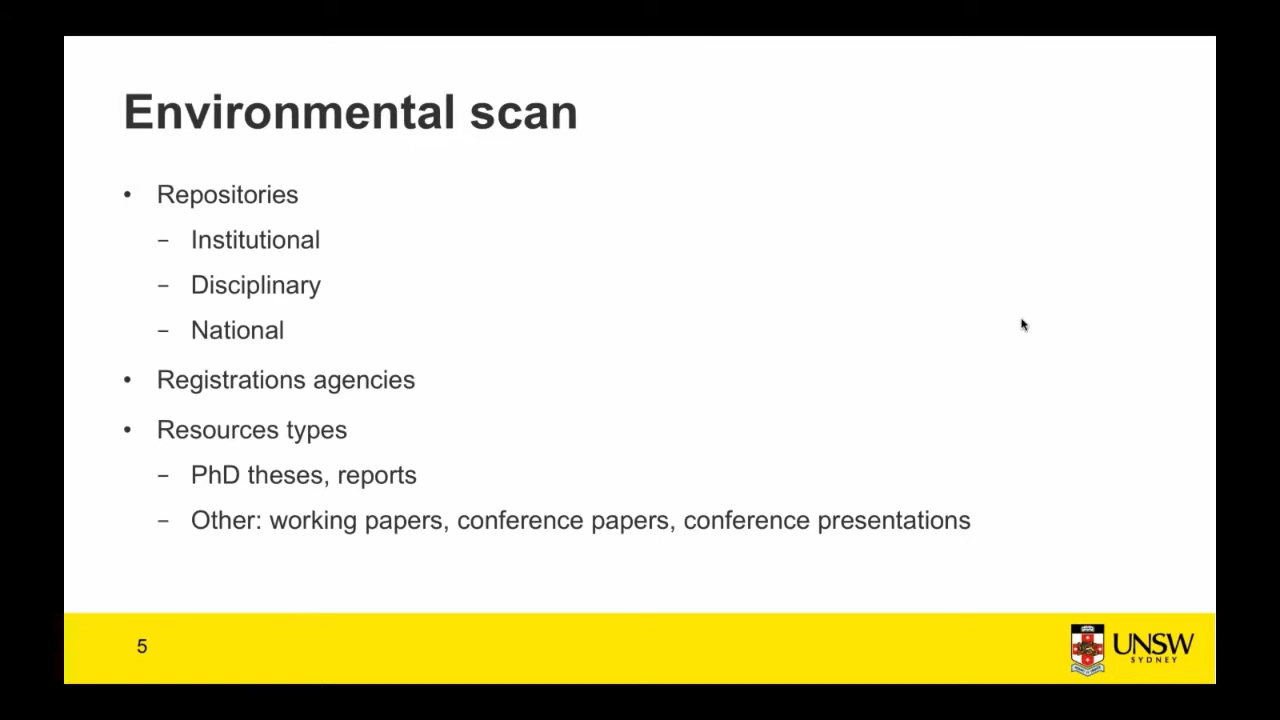 Environmental scan
• Repositories
– Institutional
– Disciplinary
– National
• Registrations agencies
• Resources types
– PhD theses, reports
– Other: working papers, conference papers, conference presentations
5
UNSW
SYDNEY